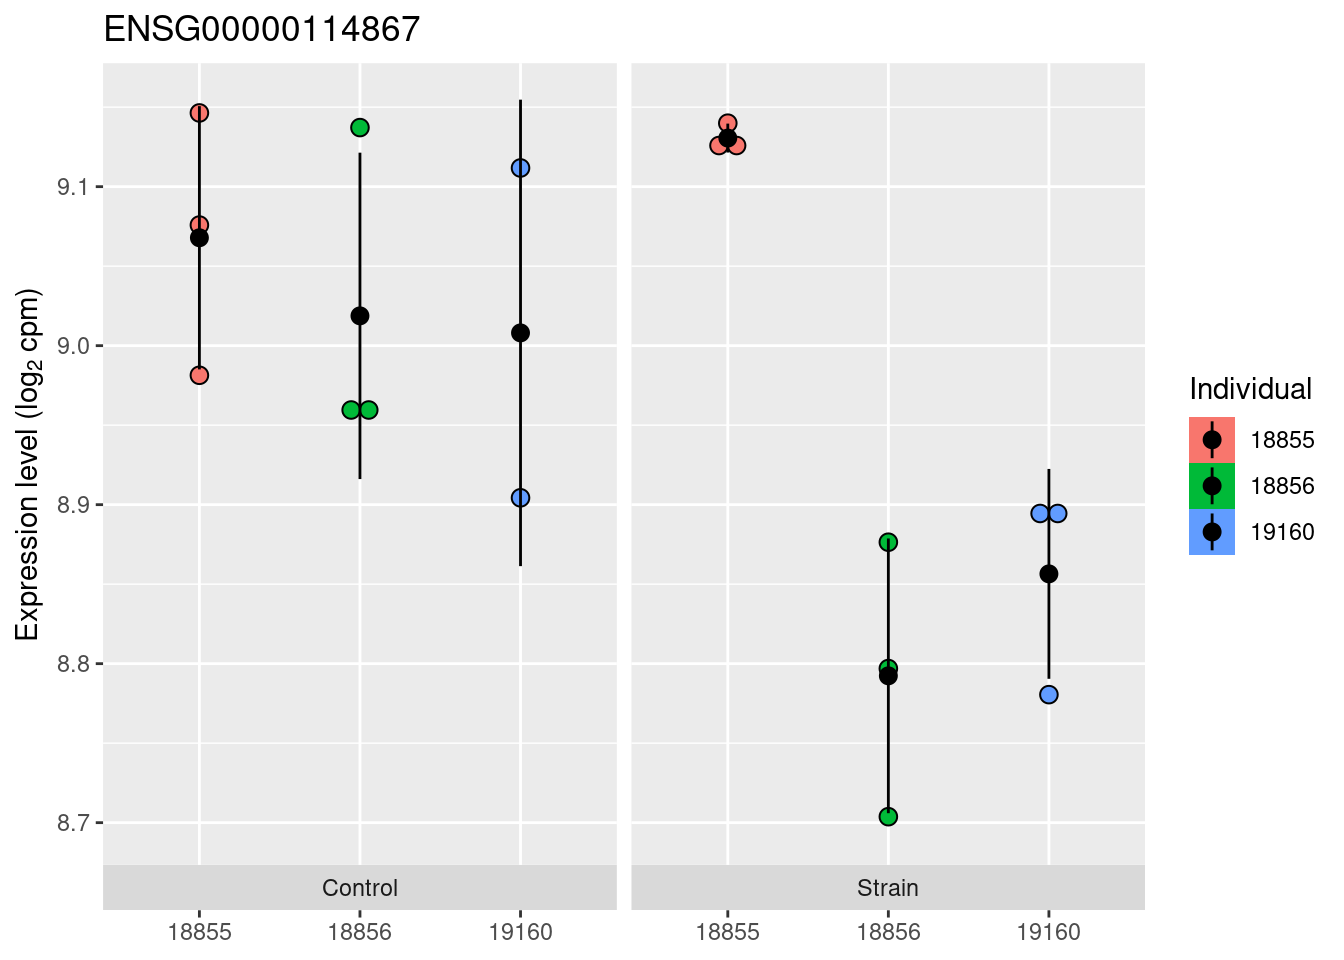 ENSG00000114867
Expression level (log₂ cpm)
9.1
9.0
8.9
8.8
8.7
Control
Strain
18855
18856
19160
18855
18856
19160
Individual
18855
18856
19160